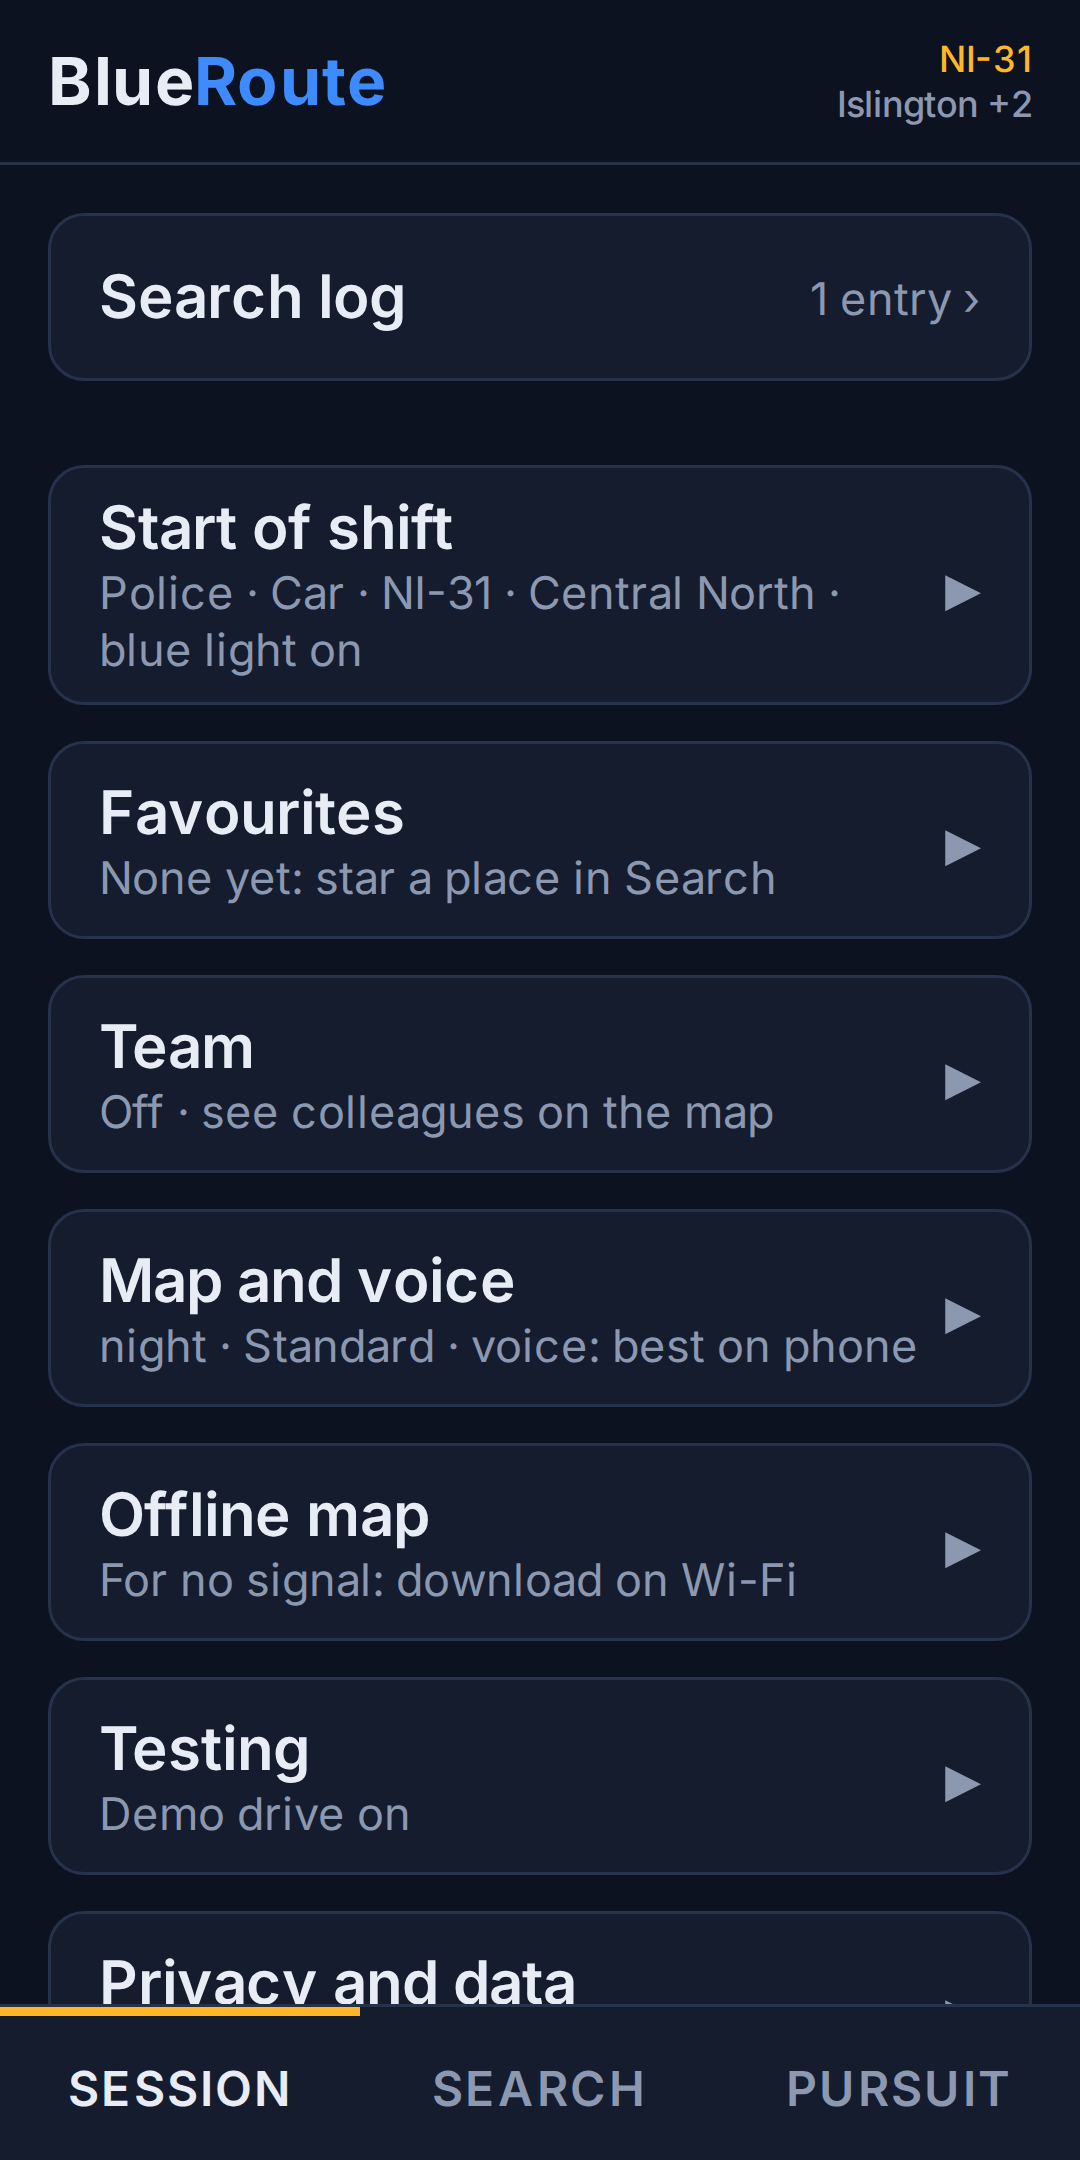 BlueRoute
NI-31
Islington +2
Search log
1 entry ›
Start of shift
Police · Car · NI-31 · Central North ·
blue light on
▶
Favourites
None yet: star a place in Search
▶
Team
Off · see colleagues on the map
▶
Map and voice
night · Standard · voice: best on phone
▶
Offline map
For no signal: download on Wi-Fi
▶
Testing
Demo drive on
▶
Privacy and data
SESSION
SEARCH
PURSUIT